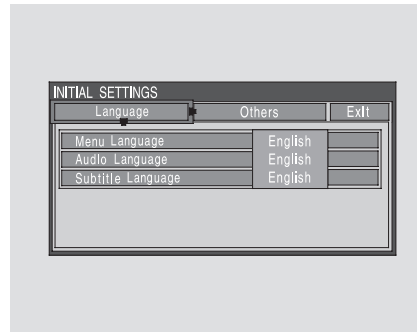 INITIAL SETTINGS
Language Others Exit
Menu Language English
Audio Language English
Subtitle Language English